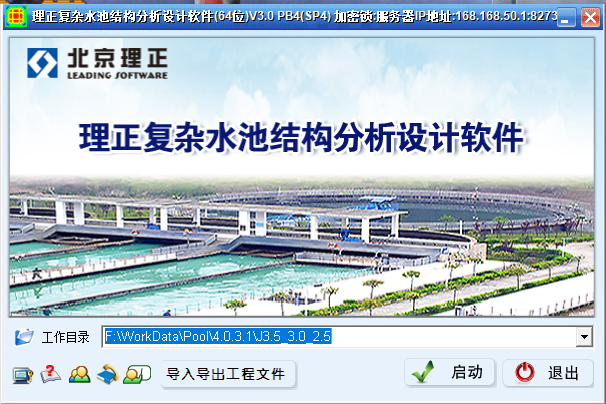 理正复杂水池结构分析设计软件(64位)V3.0 PB4(SP4) 加密锁:服务器IP地址:168.168.50.1:8273
北京理正
LEADING SOFTWARE
理正复杂水池结构分析设计软件
工作目录 F:\WorkData\Pool\4.0.3.1\J3.5_3.0_2.5
导入导出工程文件 启动 退出